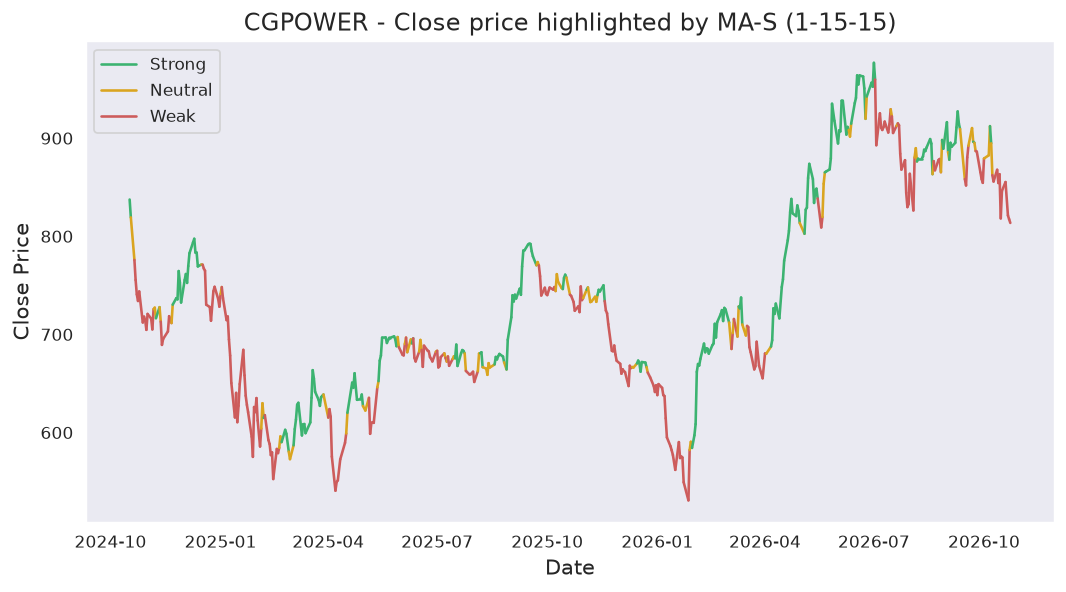 CGPOWER - Close price highlighted by MA-S (1-15-15)
Strong
Neutral
Weak
Close Price
900
800
700
600
2024-10 2025-01 2025-04 2025-07 2025-10 2026-01 2026-04 2026-07 2026-10
Date